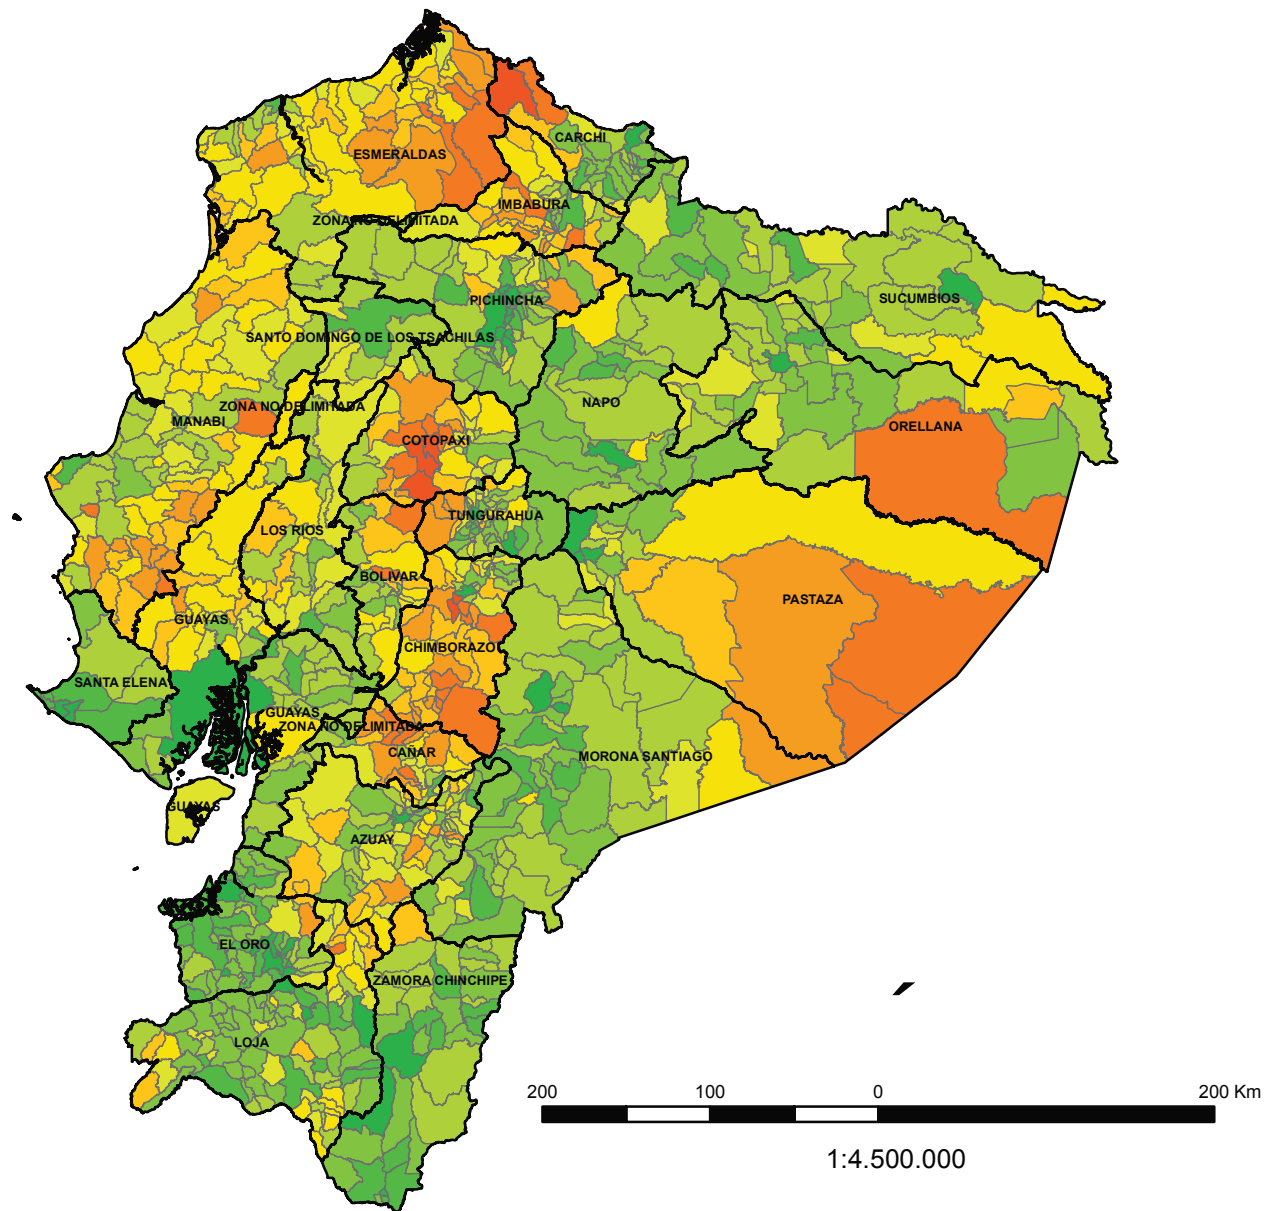 CARCHI
ESMERALDAS
IMBABURA
ZONA NO DELIMITADA
SUCUMBIOS
PICHINCHA
SANTO DOMINGO DE LOS TSACHILAS
NAPO
ZONA NO DELIMITADA
MANABI
ORELLANA
COTOPAXI
TUNGURAHUA
LOS RIOS
BOLIVAR
PASTAZA
GUAYAS
CHIMBORAZO
SANTA ELENA
GUAYAS
ZONA NO DELIMITADA
CAÑAR
MORONA SANTIAGO
GUAYAS
AZUAY
EL ORO
ZAMORA CHINCHIPE
LOJA
200 100 0 200 Km
1:4.500.000